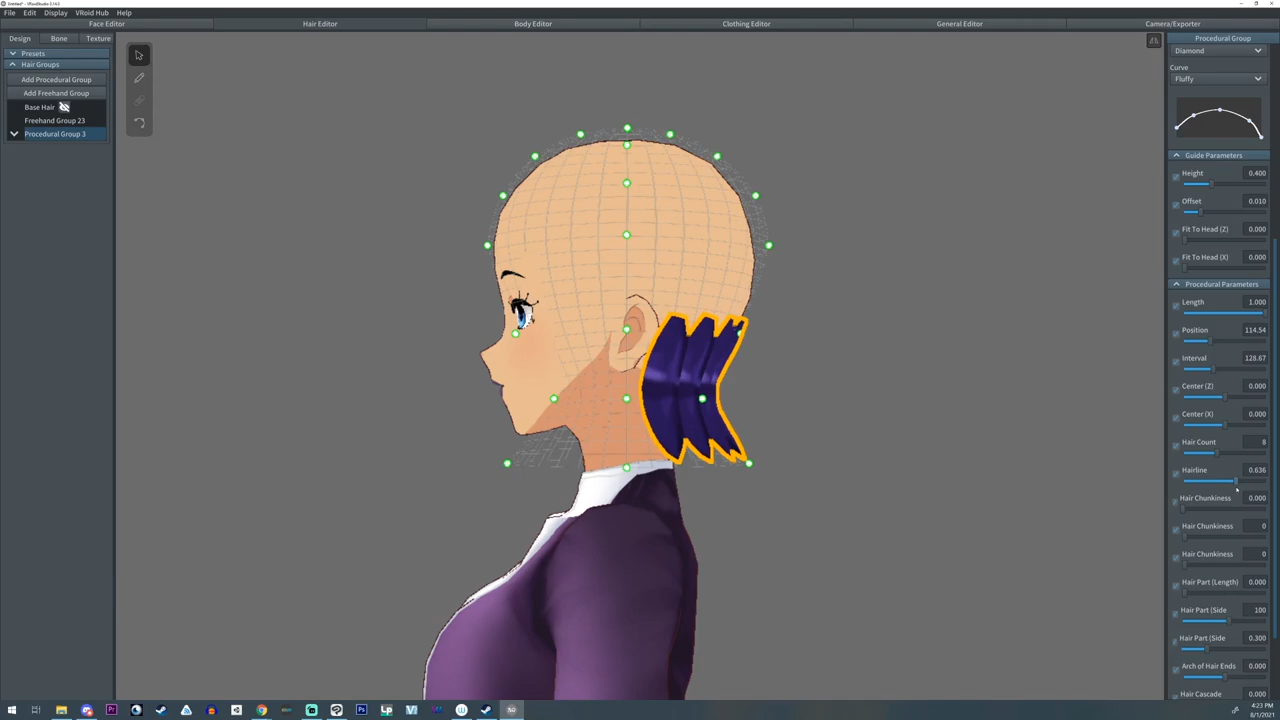 File Edit Display VRoid Hub Help
Face Editor Hair Editor Body Editor Clothing Editor General Editor Camera/Exporter
Design Bone Texture
Presets
Hair Groups
Add Procedural Group
Add Freehand Group
Base Hair
Freehand Group 23
Procedural Group 3
Procedural Group
Diamond
Curve
Fluffy
Guide Parameters
Height 0.400
Offset 0.010
Fit To Head (Z) 0.000
Fit To Head (X) 0.000
Procedural Parameters
Length 1.000
Position 114.54
Interval 128.67
Center (Z) 0.000
Center (X) 0.000
Hair Count 8
Hairline 0.636
Hair Chunkiness 0.000
Hair Chunkiness 0
Hair Chunkiness 0
Hair Part (Length) 0.000
Hair Part (Side 100
Hair Part (Side 0.300
Arch of Hair Ends 0.000
Hair Cascade 0.000
4:23 PM
8/1/2021